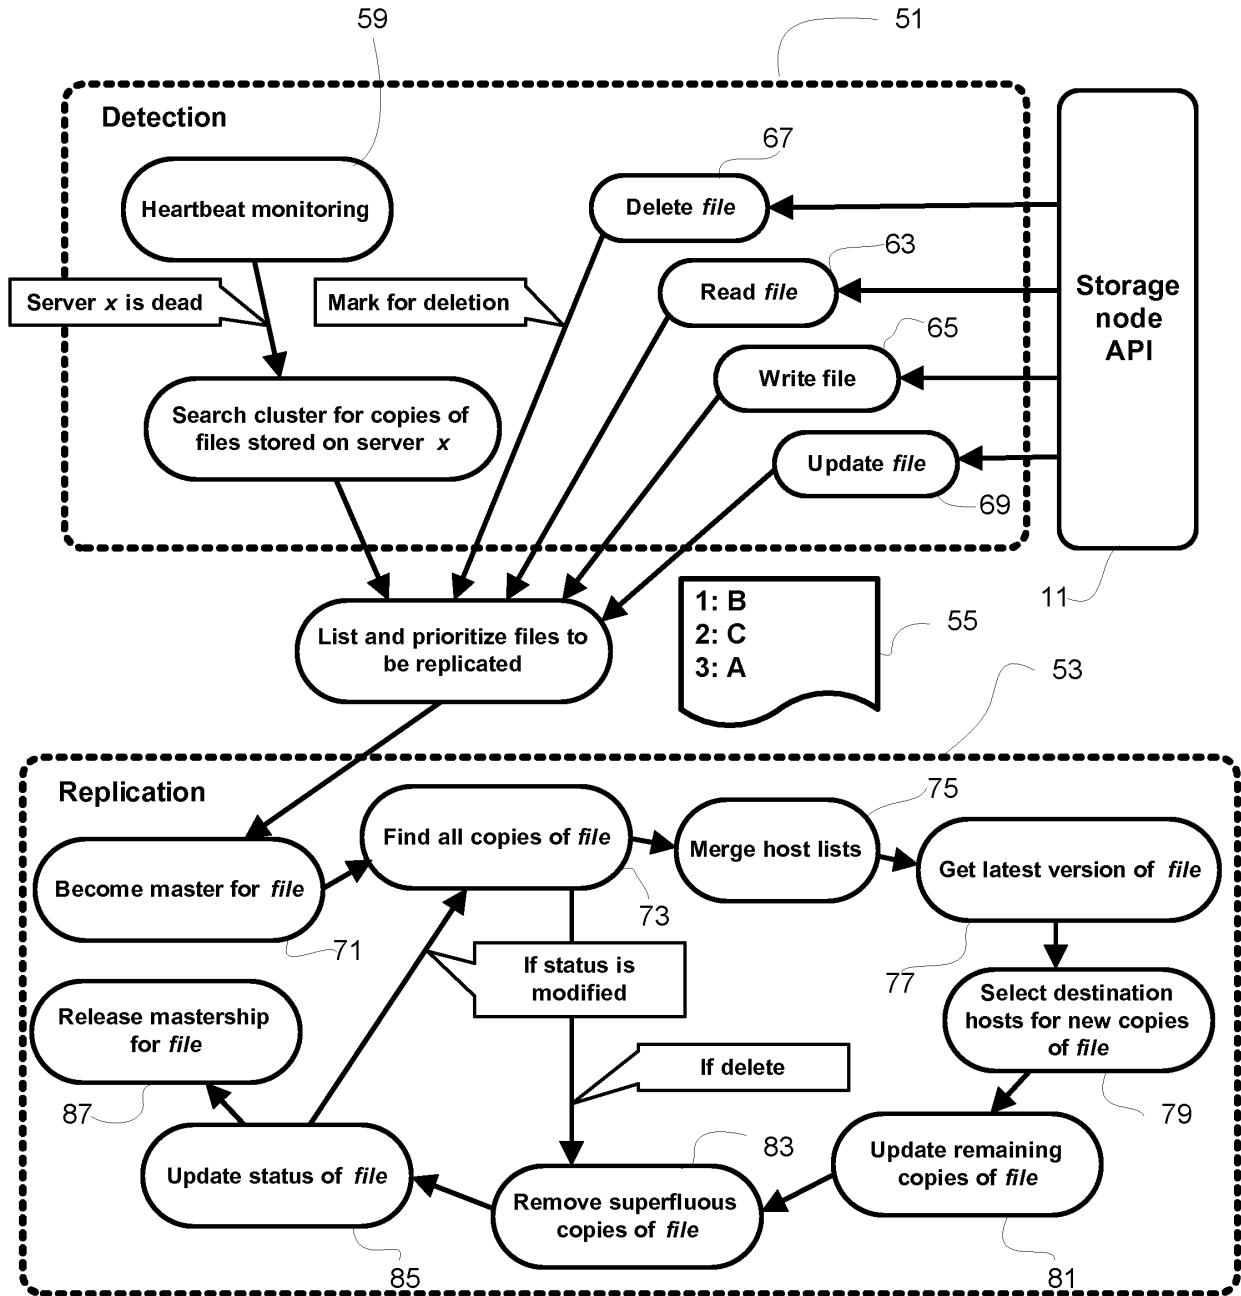 59
51
Detection
67
Heartbeat monitoring
Delete file
63
Read file
Server x is dead
Mark for deletion
Storage
node
API
65
Write file
Search cluster for copies of
files stored on server x
Update file
69
11
1: B
2: C
3: A
55
List and prioritize files to
be replicated
53
Replication
75
Find all copies of file
Merge host lists
Get latest version of file
Become master for file
73
71
77
If status is
modified
Select destination
hosts for new copies
of file
Release mastership
for file
If delete
87
79
83
Update remaining
copies of file
Update status of file
Remove superfluous
copies of file
85
81